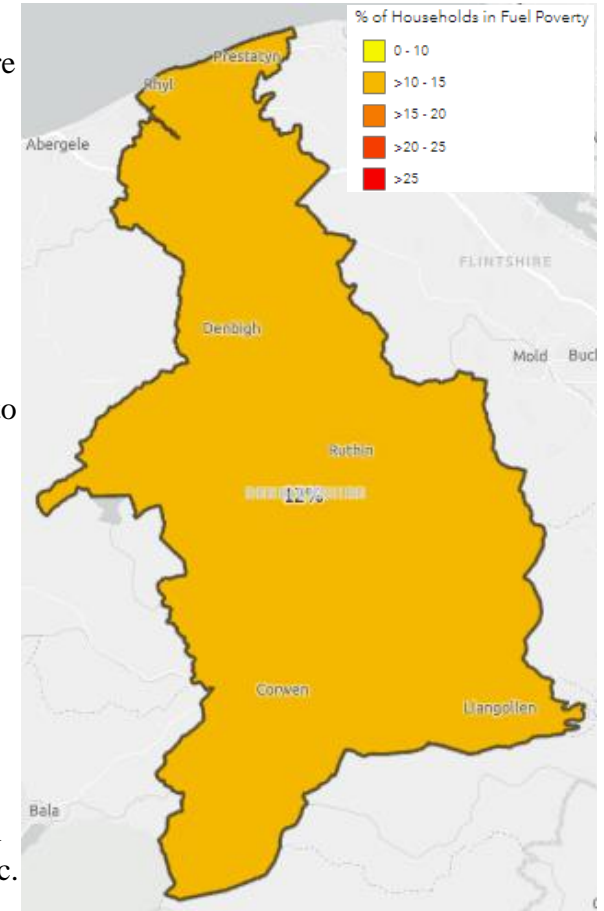 % of Households in Fuel Poverty
0 - 10
>10 - 15
>15 - 20
>20 - 25
>25
Prestatyn
Rhyl
Abergele
FLINTSHIRE
Denbigh
Mold
Ruthin
12%
Corwen
Llangollen
Bala
c.